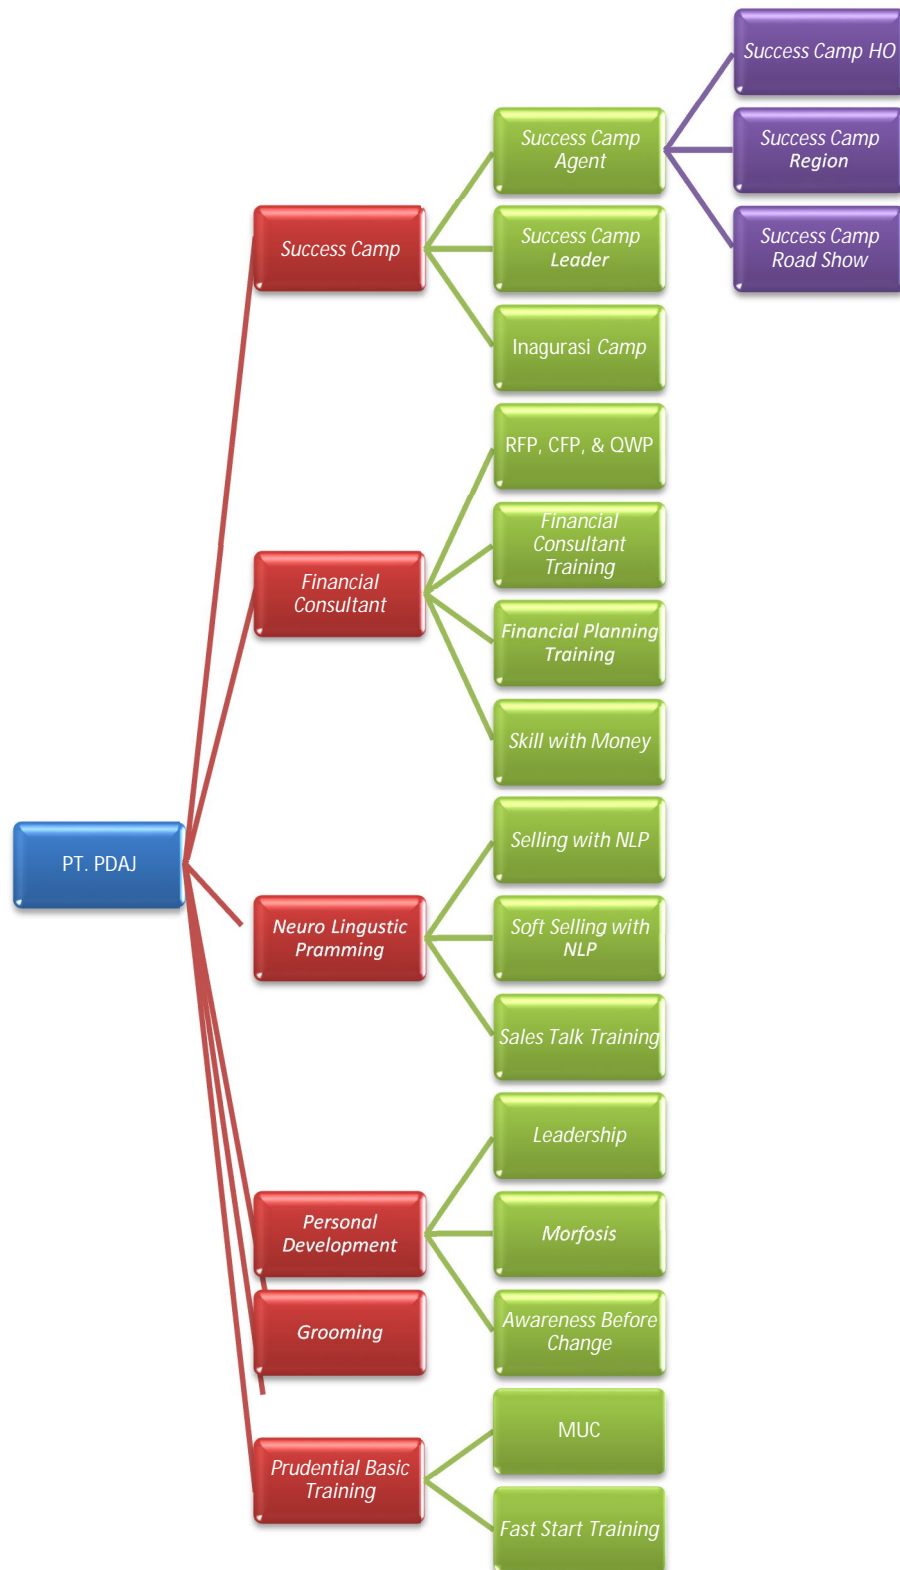 Success Camp HO
Success Camp
Agent
Success Camp
Region
Success Camp
Success Camp
Leader
Success Camp
Road Show
Inagurasi Camp
RFP, CFP, & QWP
Financial
Consultant
Training
Financial
Consultant
Financial Planning
Training
Skill with Money
PT. PDAJ
Selling with NLP
Neuro Lingustic
Pramming
Soft Selling with
NLP
Sales Talk Training
Leadership
Personal
Development
Morfosis
Grooming
Awareness Before
Change
MUC
Prudential Basic
Training
Fast Start Training